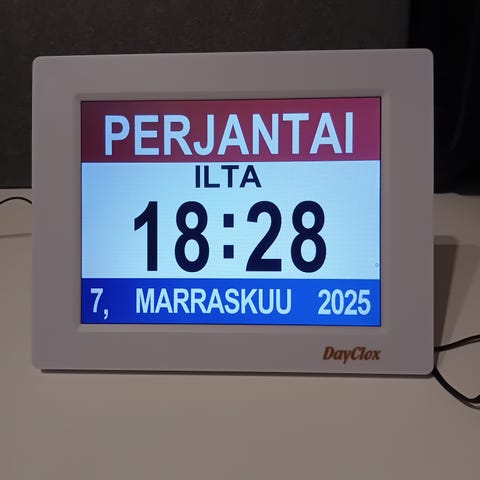 PERJANTAI
ILTA
18:28
7, MARRASKUU 2025
DayClox